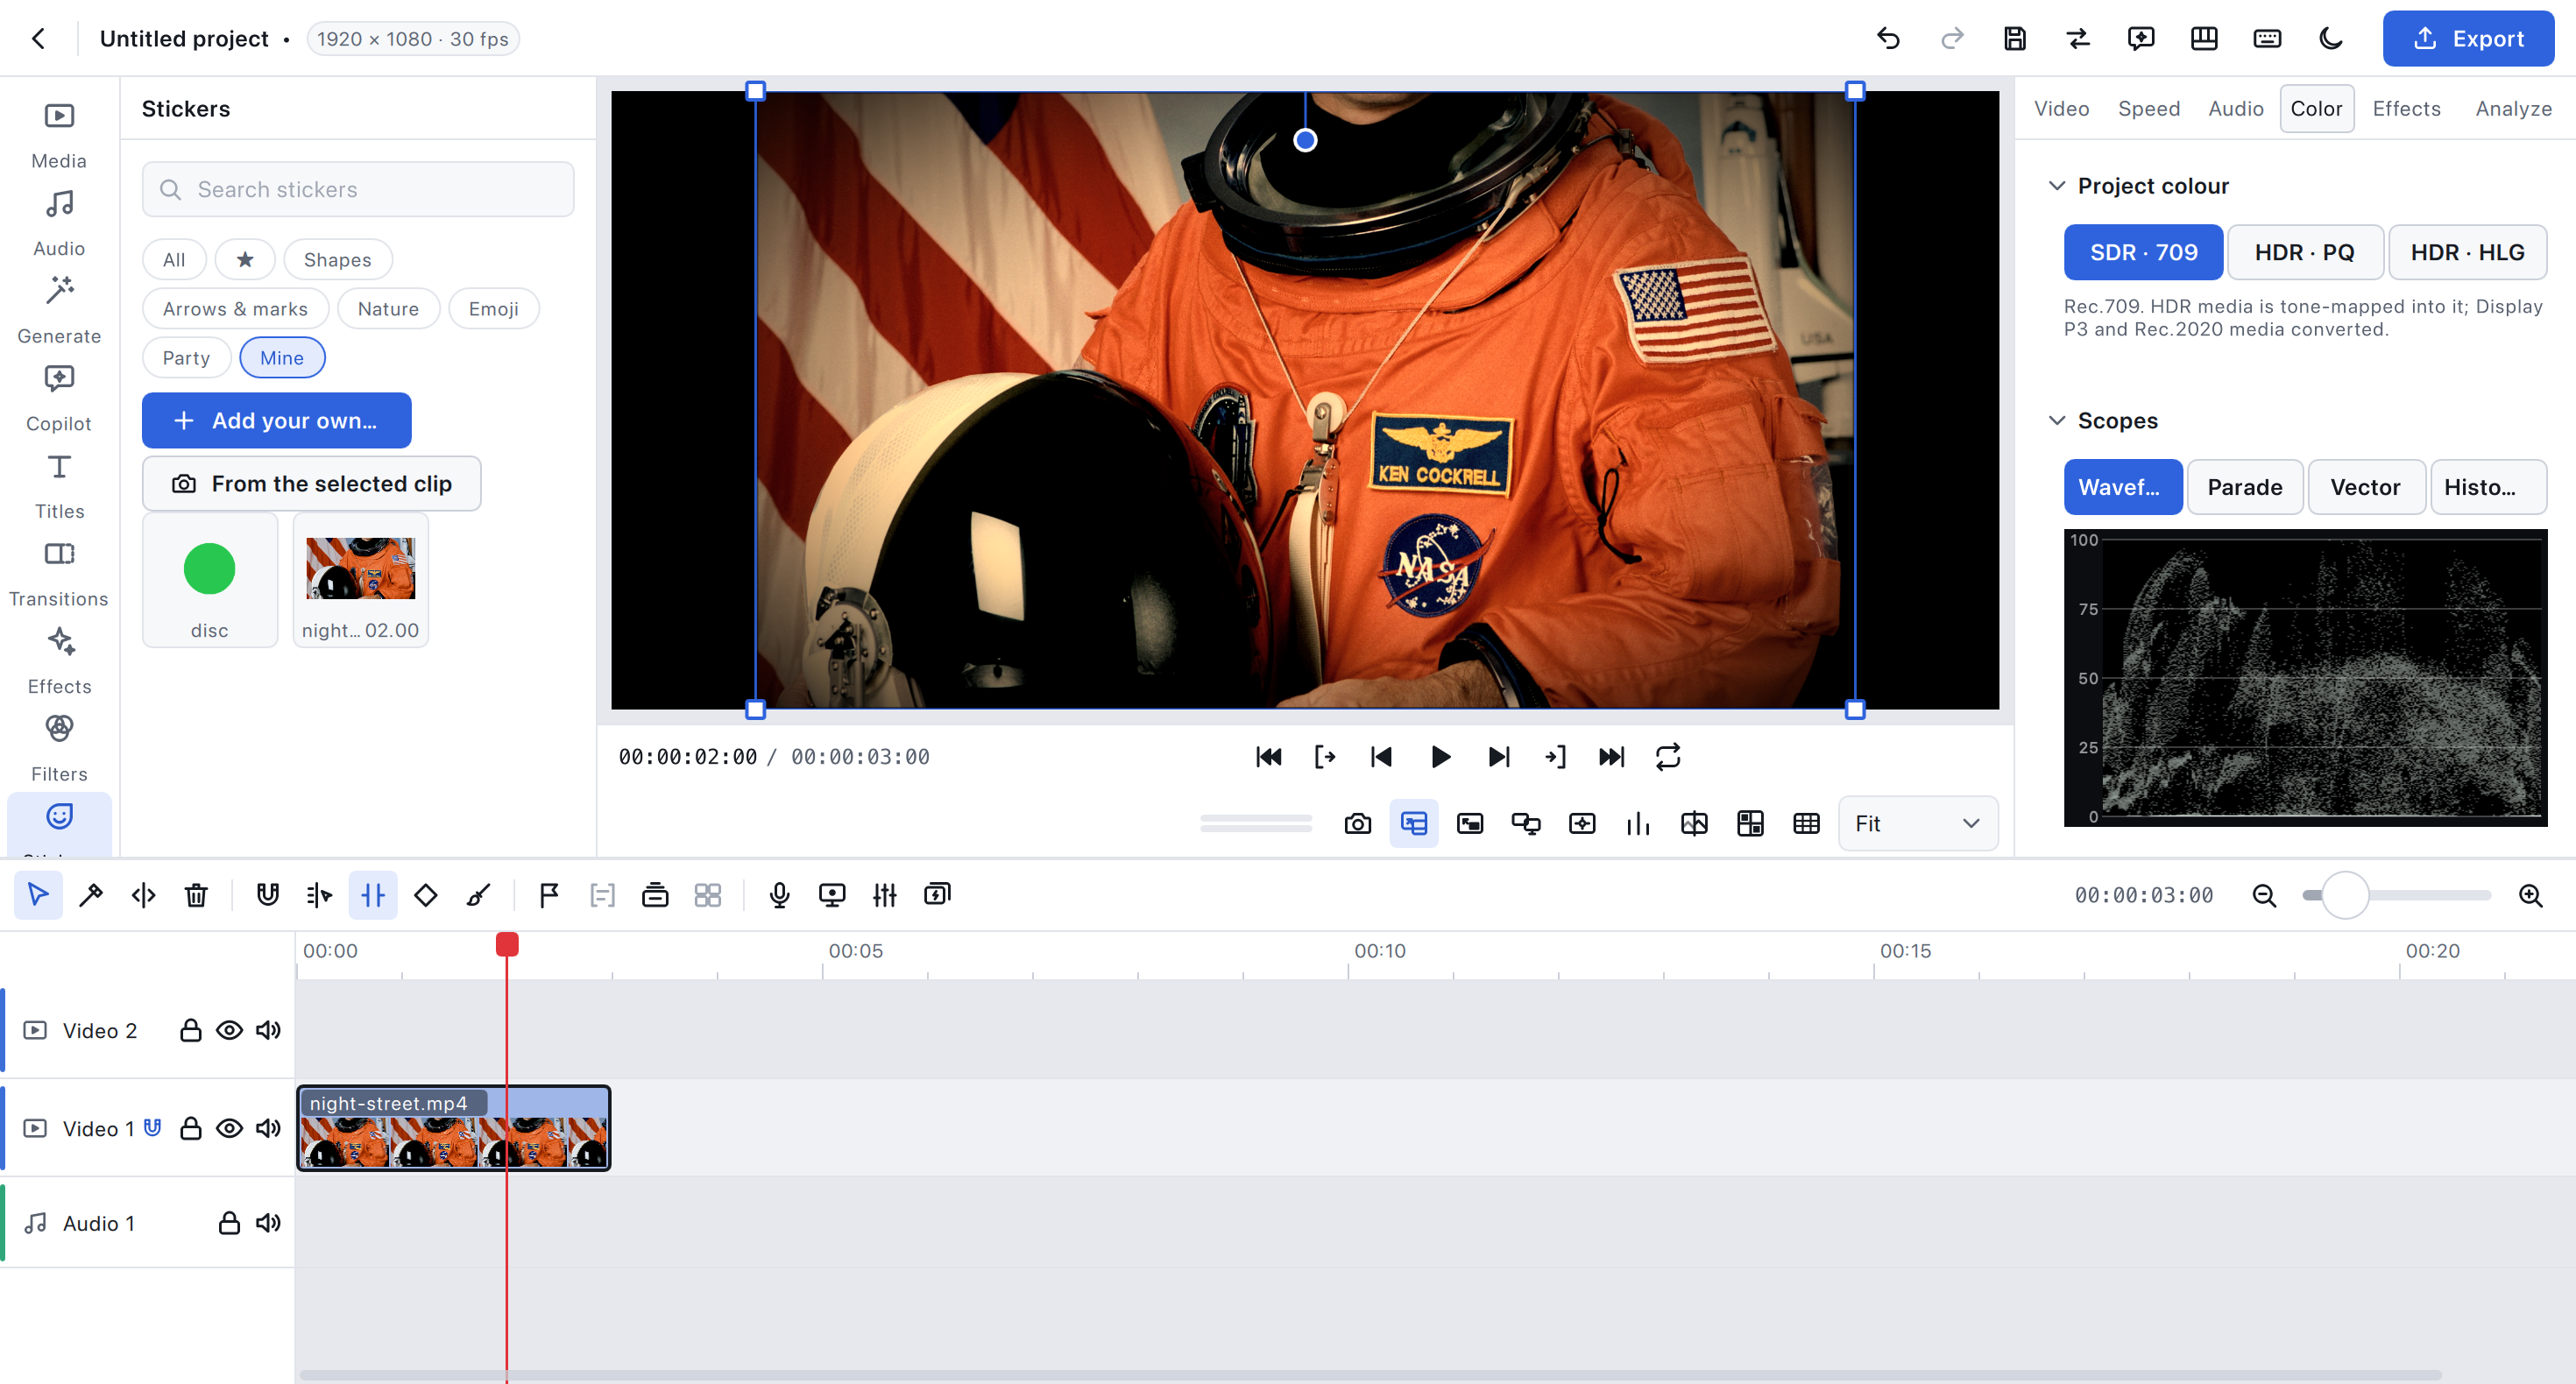 Untitled project • 1920 × 1080 · 30 fps
Export
Media
Audio
Generate
Copilot
Titles
Transitions
Effects
Filters
Stickers
Search stickers
All ★ Shapes
Arrows & marks Nature Emoji
Party Mine
Add your own...
From the selected clip
disc
night... 02.00
USA
KEN COCKRELL
NASA
00:00:02:00 / 00:00:03:00
Fit
Video Speed Audio Color Effects Analyze
Project colour
SDR · 709 HDR · PQ HDR · HLG
Rec.709. HDR media is tone-mapped into it; Display
P3 and Rec.2020 media converted.
Scopes
Wavef... Parade Vector Histo...
100
75
50
25
0
00:00:03:00
00:00 00:05 00:10 00:15 00:20
Video 2
Video 1
night-street.mp4
Audio 1